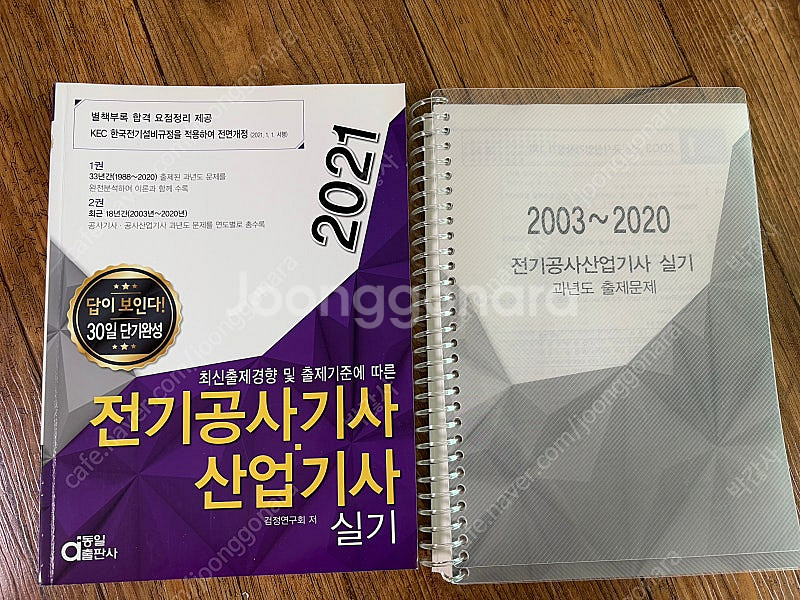 별책부록 합격 요점정리 제공
KEC 한국전기설비규정을 적용하여 전면개정 (2021. 1. 1. 시행)
1권
33년간(1988~2020) 출제된 과년도 문제를
완전분석하여 이론과 함께 수록
2권
최근 18년간(2003년~2020년)
공사기사 · 공사산업기사 과년도 문제를 연도별로 총수록
2021
답이 보인다!
30일 단기완성
최신출제경향 및 출제기준에 따른
전기공사기사
·
산업기사
검정연구회 저
실기
동일
출판사
2003~2020
전기공사산업기사 실기
과년도 출제문제
Joonggonara
cafe.naver.com/joonggonara